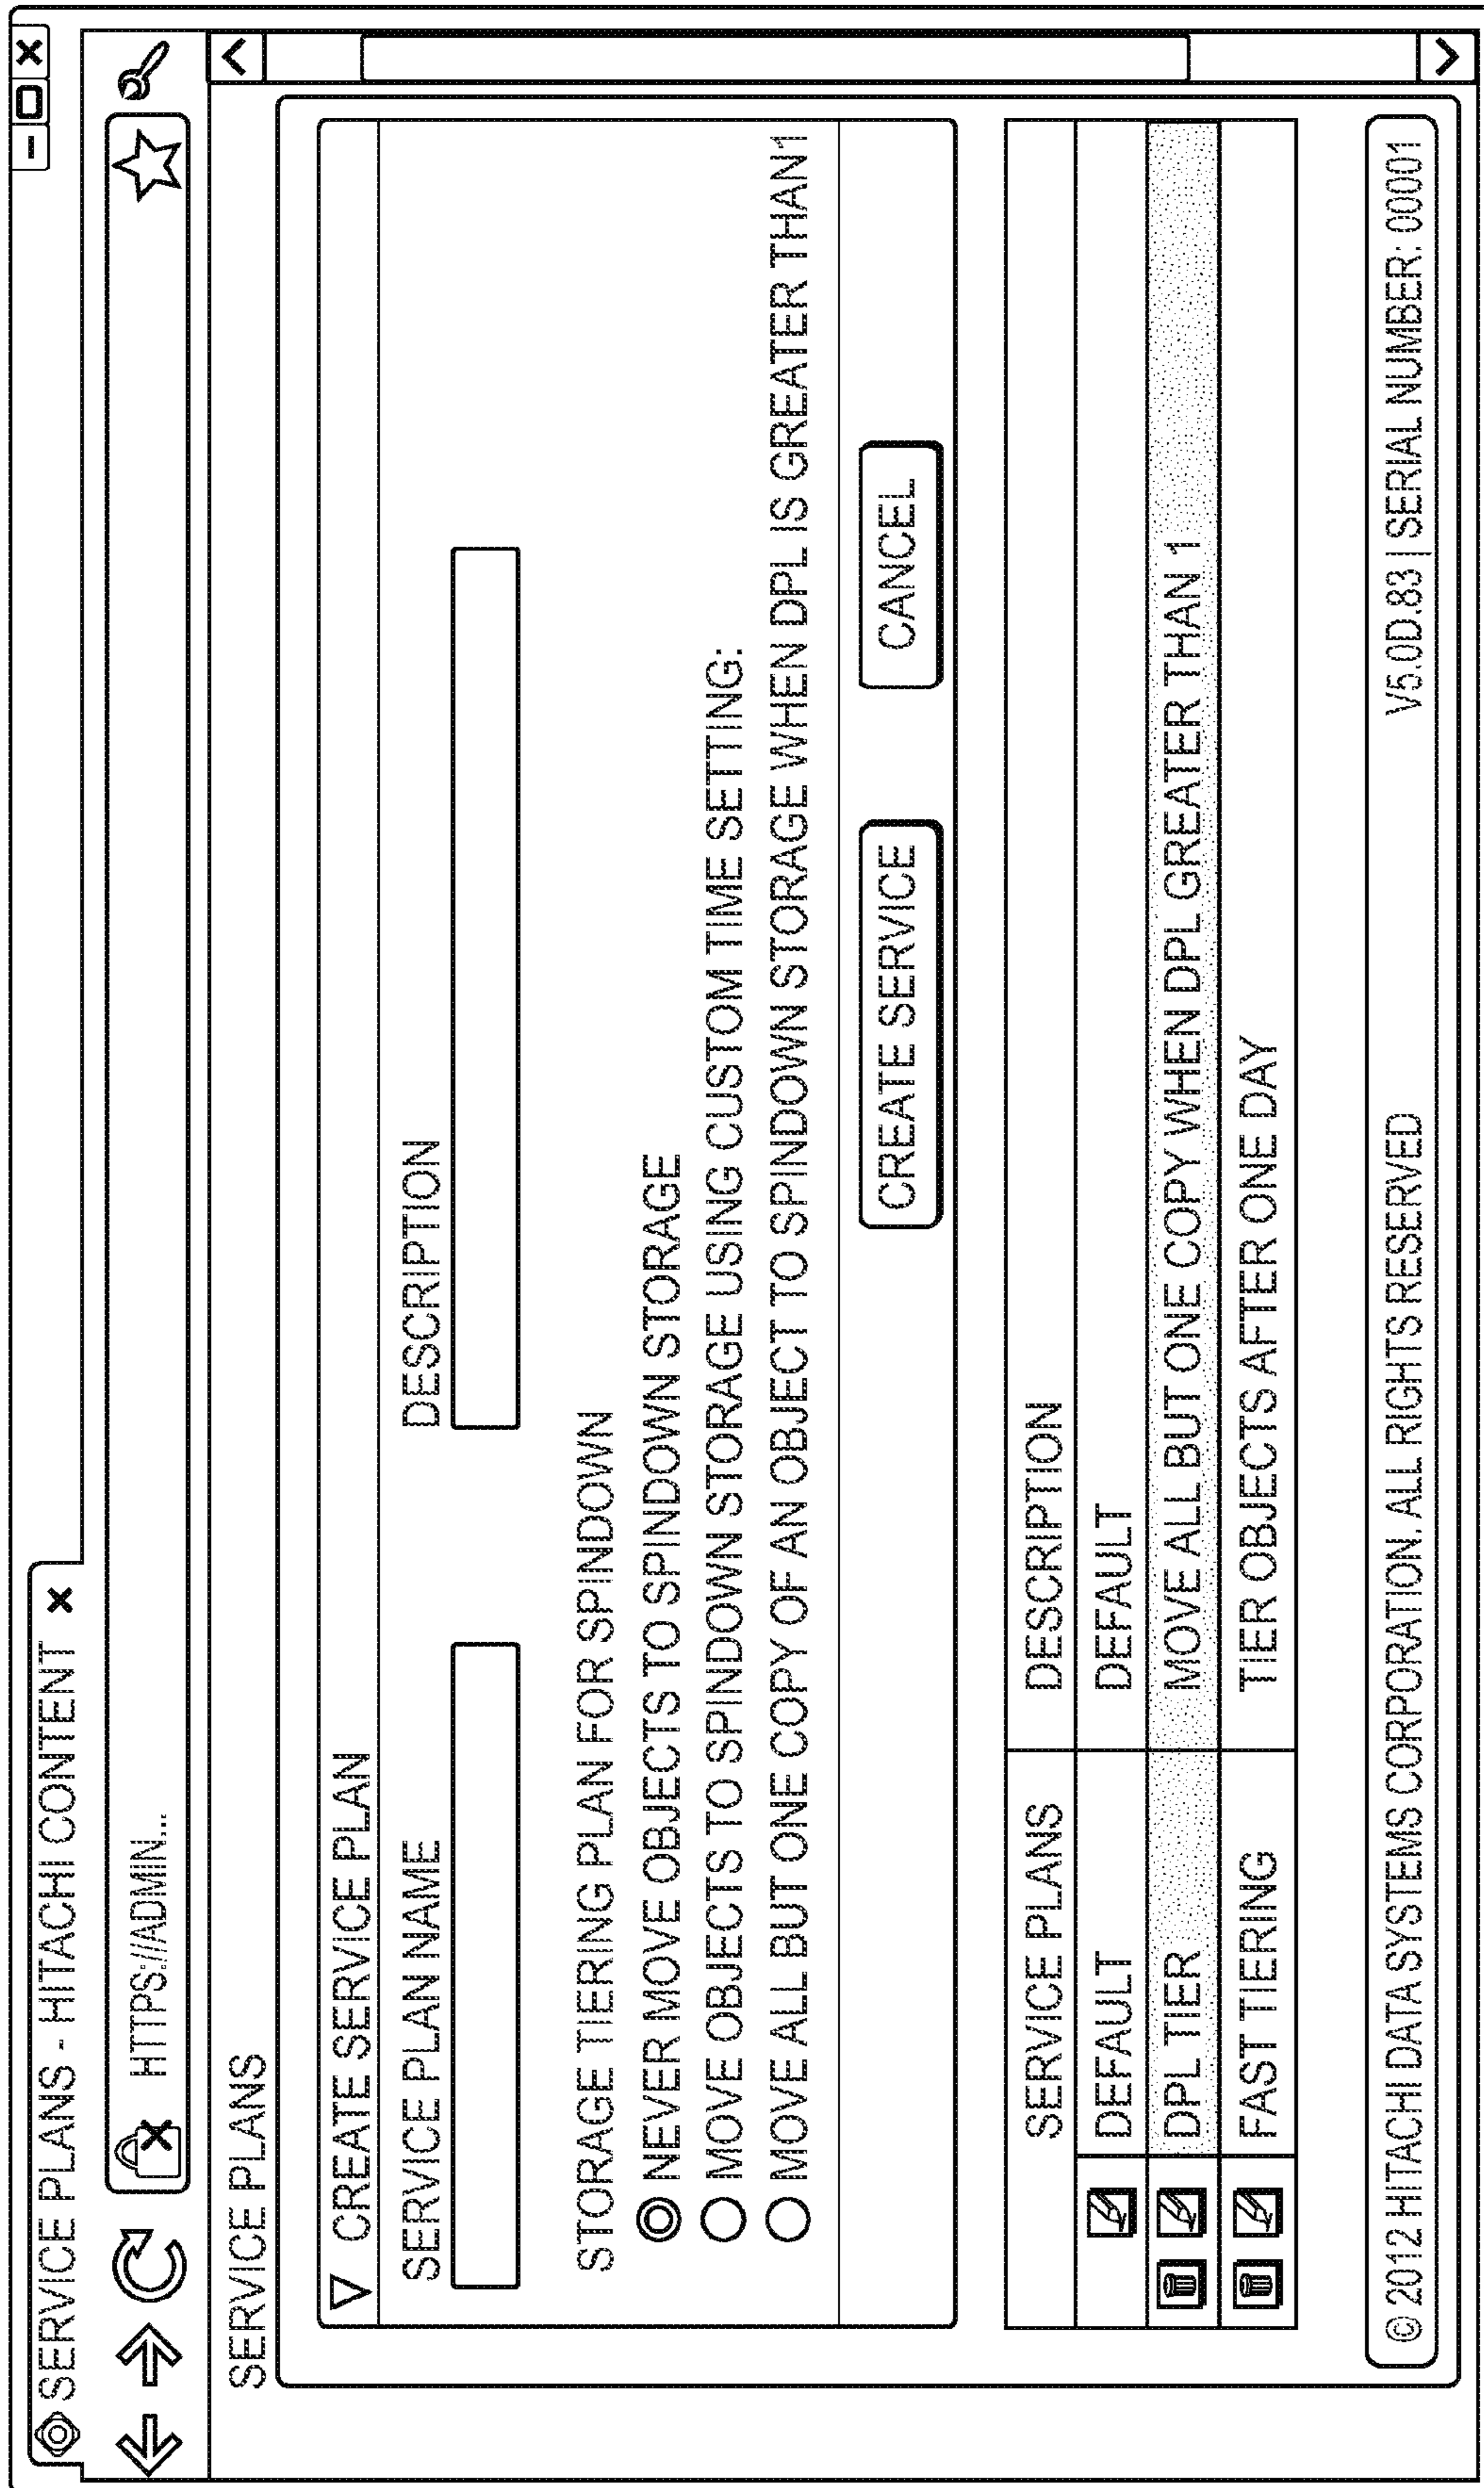 SERVICE PLANS - HITACHI CONTENT
HTTPS://ADMIN...
SERVICE PLANS
CREATE SERVICE PLAN
SERVICE PLAN NAME DESCRIPTION
STORAGE TIERING PLAN FOR SPINDOWN
NEVER MOVE OBJECTS TO SPINDOWN STORAGE
MOVE OBJECTS TO SPINDOWN STORAGE USING CUSTOM TIME SETTING:
MOVE ALL BUT ONE COPY OF AN OBJECT TO SPINDOWN STORAGE WHEN DPL IS GREATER THAN1
CREATE SERVICE CANCEL
SERVICE PLANS DESCRIPTION
DEFAULT DEFAULT
DPL TIER MOVE ALL BUT ONE COPY WHEN DPL GREATER THAN 1
FAST TIERING TIER OBJECTS AFTER ONE DAY
© 2012 HITACHI DATA SYSTEMS CORPORATION. ALL RIGHTS RESERVED V5.0D.83 | SERIAL NUMBER: 00001